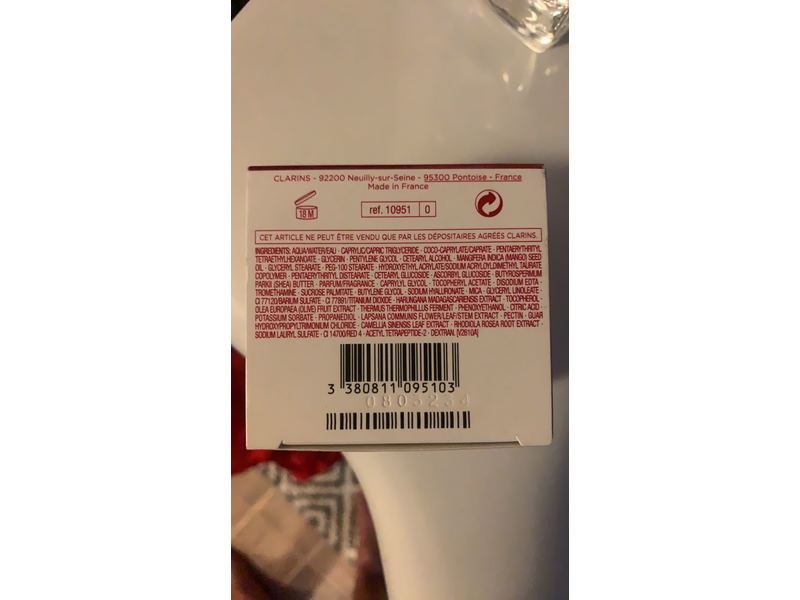 CLARINS - 92200 Neuilly-sur-Seine - 95300 Pontoise - France
Made in France
18 M
ref. 10951 0
CET ARTICLE NE PEUT ÊTRE VENDU QUE PAR LES DÉPOSITAIRES AGRÉÉS CLARINS.
INGREDIENTS: AQUA/WATER/EAU · CAPRYLIC/CAPRIC TRIGLYCERIDE · COCO-CAPRYLATE/CAPRATE · PENTAERYTHRITYL
TETRAETHYLHEXANOATE · GLYCERIN · PENTYLENE GLYCOL · CETEARYL ALCOHOL · MANGIFERA INDICA (MANGO) SEED
OIL · GLYCERYL STEARATE · PEG-100 STEARATE · HYDROXYETHYL ACRYLATE/SODIUM ACRYLOYLDIMETHYL TAURATE
COPOLYMER · PENTAERYTHRITYL DISTEARATE · CETEARYL GLUCOSIDE · ASCORBYL GLUCOSIDE · BUTYROSPERMUM
PARKII (SHEA) BUTTER · PARFUM/FRAGRANCE · CAPRYLYL GLYCOL · TOCOPHERYL ACETATE · DISODIUM EDTA ·
TROMETHAMINE · SUCROSE PALMITATE · BUTYLENE GLYCOL · SODIUM HYALURONATE · MICA · GLYCERYL LINOLEATE ·
CI 77120/BARIUM SULFATE · CI 77891/TITANIUM DIOXIDE · HARUNGANA MADAGASCARIENSIS EXTRACT · TOCOPHEROL ·
OLEA EUROPAEA (OLIVE) FRUIT EXTRACT · THERMUS THERMOPHILLUS FERMENT · PHENOXYETHANOL · CITRIC ACID ·
POTASSIUM SORBATE · PROPANEDIOL · LAPSANA COMMUNIS FLOWER/LEAF/STEM EXTRACT · PECTIN · GUAR
HYDROXYPROPYLTRIMONIUM CHLORIDE · CAMELLIA SINENSIS LEAF EXTRACT · RHODIOLA ROSEA ROOT EXTRACT ·
SODIUM LAURYL SULFATE · CI 14700/RED 4 · ACETYL TETRAPEPTIDE-2 · DEXTRAN. [V2610A]
3 380811 095103